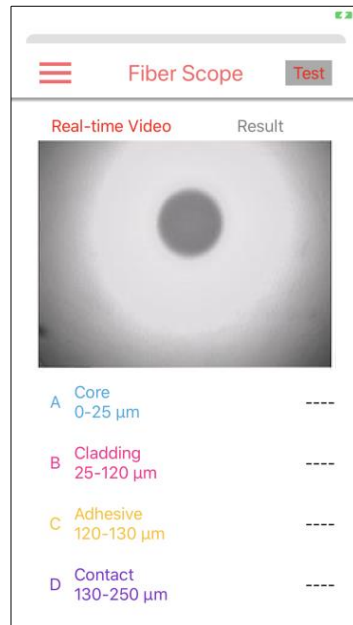 Fiber Scope
Test
Real-time Video
Result
A
Core
0-25 µm
----
B
Cladding
25-120 µm
----
C
Adhesive
120-130 µm
----
D
Contact
130-250 µm
----